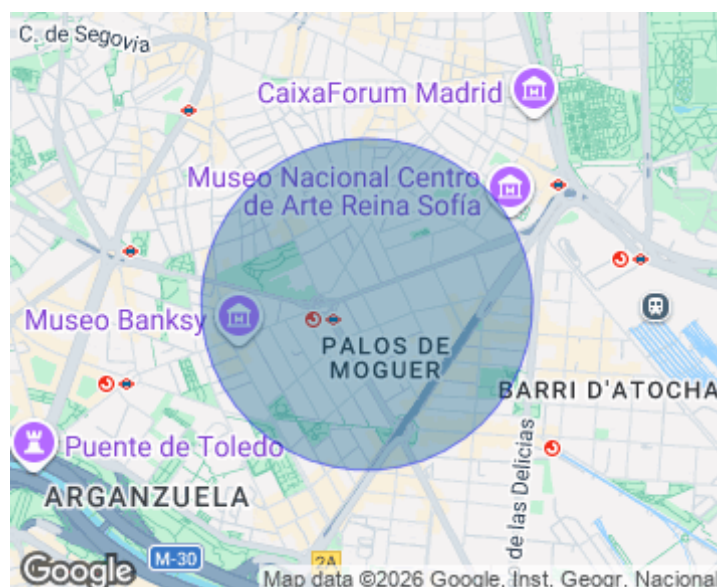 C. de Segovia
CaixaForum Madrid
Museo Nacional Centro
de Arte Reina Sofía
Museo Banksy
PALOS DE
MOGUER
BARRI D'ATOCHA
Puente de Toledo
ARGANZUELA
o de las Delicias
M-30
2A
Google
Map data ©2026 Google, Inst. Geogr. Nacional